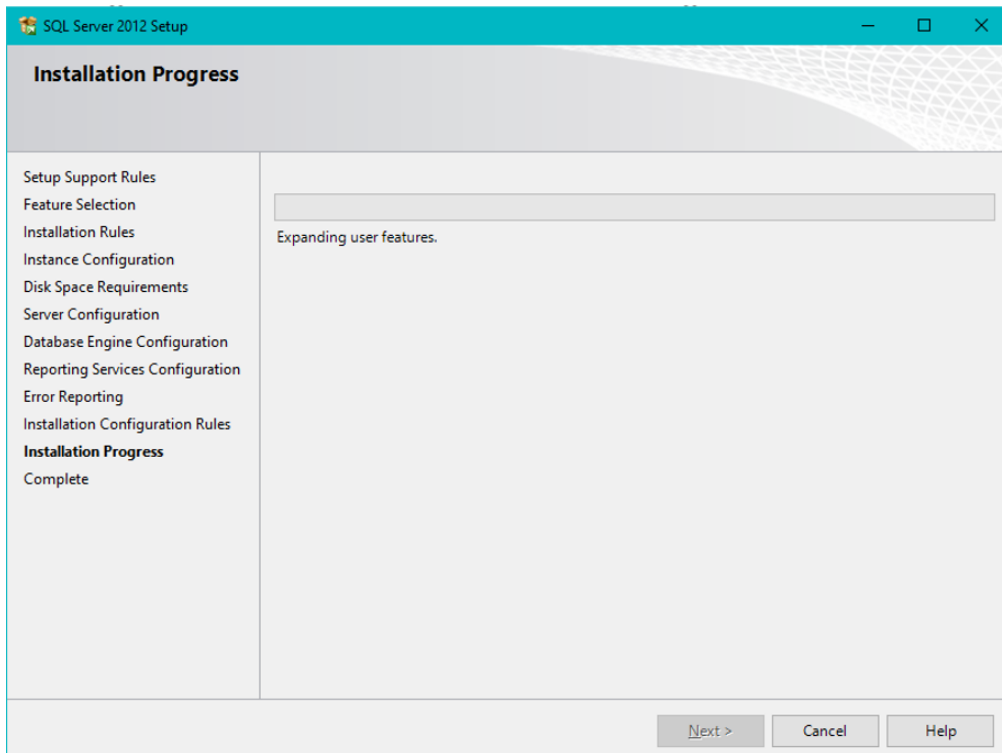 SQL Server 2012 Setup
Installation Progress
Setup Support Rules
Feature Selection
Installation Rules
Instance Configuration
Disk Space Requirements
Server Configuration
Database Engine Configuration
Reporting Services Configuration
Error Reporting
Installation Configuration Rules
Installation Progress
Complete
Expanding user features.
Next >
Cancel
Help